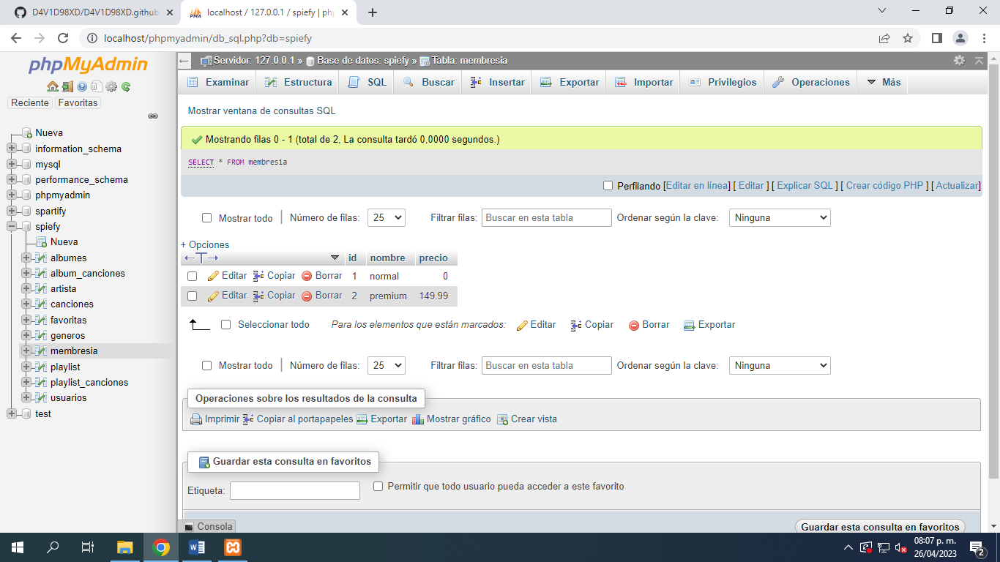 D4V1D98XD/D4V1D98XD.github.
localhost / 127.0.0.1 / spiefy | php
localhost/phpmyadmin/db_sql.php?db=spiefy
phpMyAdmin
Reciente Favoritas
Nueva
information_schema
mysql
performance_schema
phpmyadmin
spartify
spiefy
Nueva
albumes
album_canciones
artista
canciones
favoritas
generos
membresia
playlist
playlist_canciones
usuarios
test
Servidor: 127.0.0.1 » Base de datos: spiefy » Tabla: membresia
Examinar Estructura SQL Buscar Insertar Exportar Importar Privilegios Operaciones Más
Mostrar ventana de consultas SQL
Mostrando filas 0 - 1 (total de 2, La consulta tardó 0,0000 segundos.)
SELECT * FROM membresia
Perfilando [Editar en línea] [ Editar ] [ Explicar SQL ] [ Crear código PHP ] [ Actualizar]
Mostrar todo | Número de filas: 25 Filtrar filas: Buscar en esta tabla Ordenar según la clave: Ninguna
+ Opciones
←T→ id nombre precio
Editar Copiar Borrar 1 normal 0
Editar Copiar Borrar 2 premium 149.99
Seleccionar todo Para los elementos que están marcados: Editar Copiar Borrar Exportar
Mostrar todo | Número de filas: 25 Filtrar filas: Buscar en esta tabla Ordenar según la clave: Ninguna
Operaciones sobre los resultados de la consulta
Imprimir Copiar al portapapeles Exportar Mostrar gráfico Crear vista
Guardar esta consulta en favoritos
Etiqueta: Permitir que todo usuario pueda acceder a este favorito
Consola Guardar esta consulta en favoritos
08:07 p. m.
26/04/2023
2